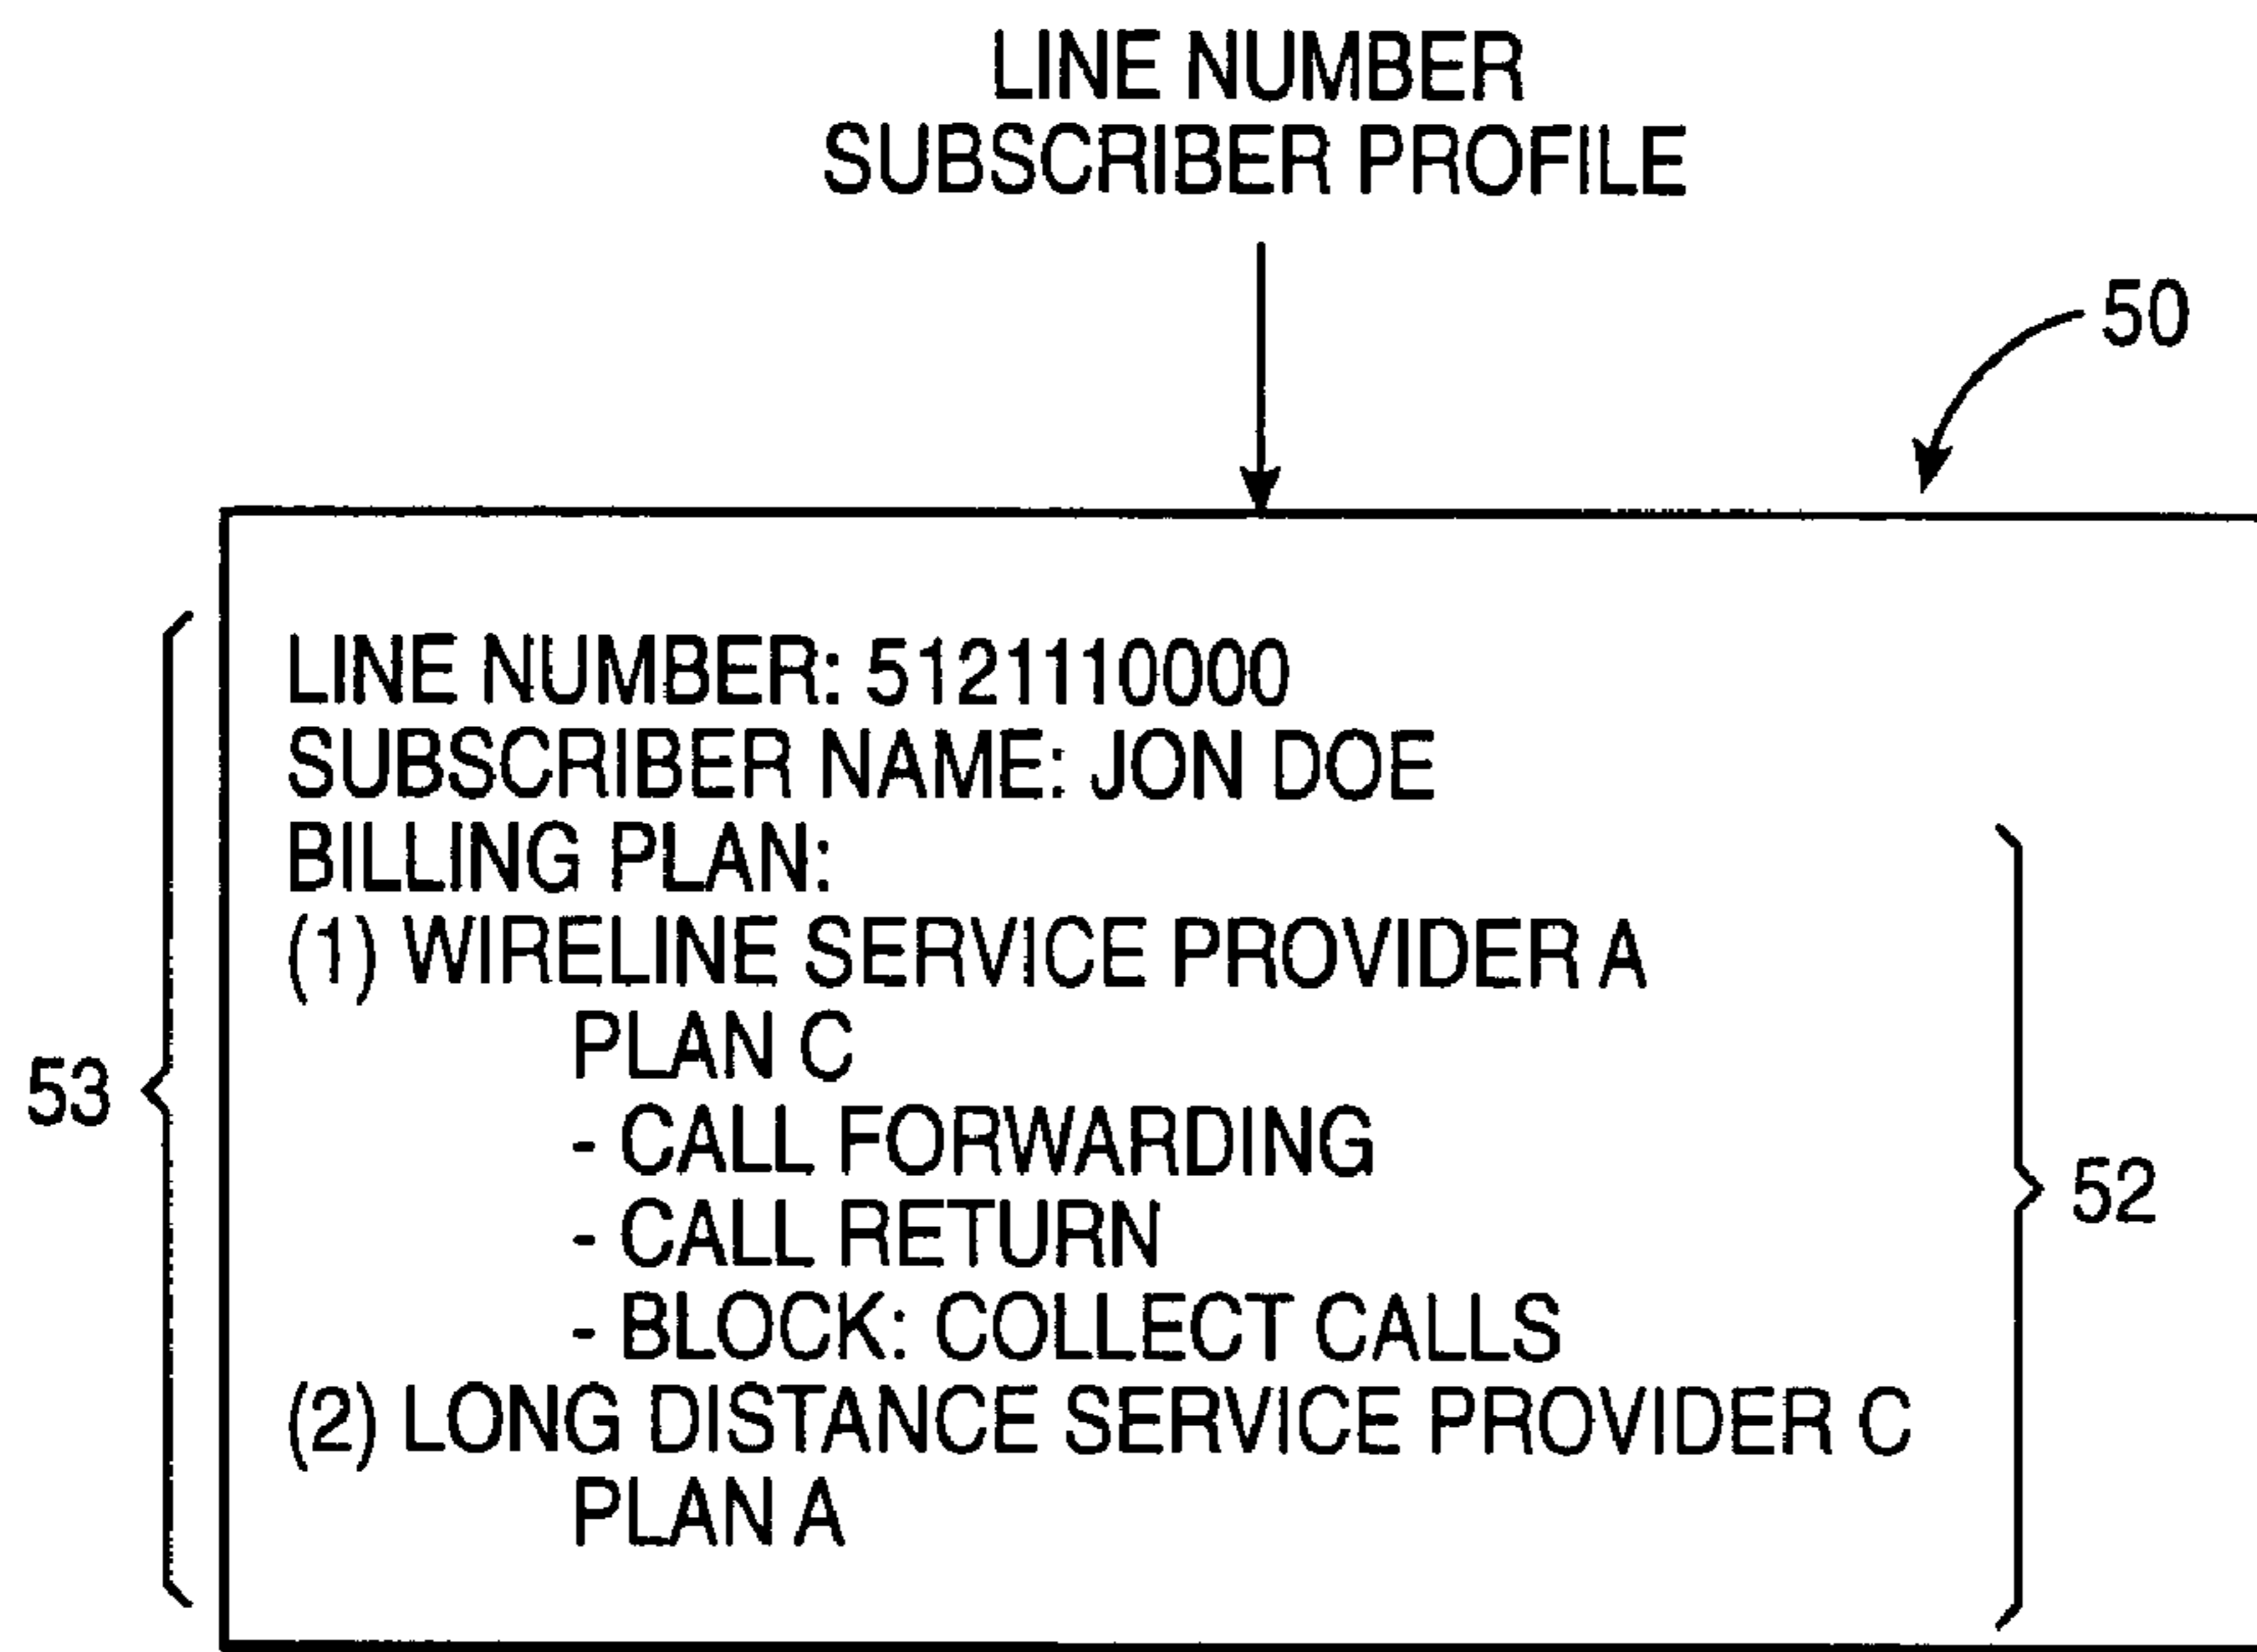 LINE NUMBER
SUBSCRIBER PROFILE
50
LINE NUMBER: 5121110000
SUBSCRIBER NAME: JON DOE
BILLING PLAN:
(1) WIRELINE SERVICE PROVIDER A
PLAN C
- CALL FORWARDING
- CALL RETURN
- BLOCK: COLLECT CALLS
(2) LONG DISTANCE SERVICE PROVIDER C
PLAN A
53
52